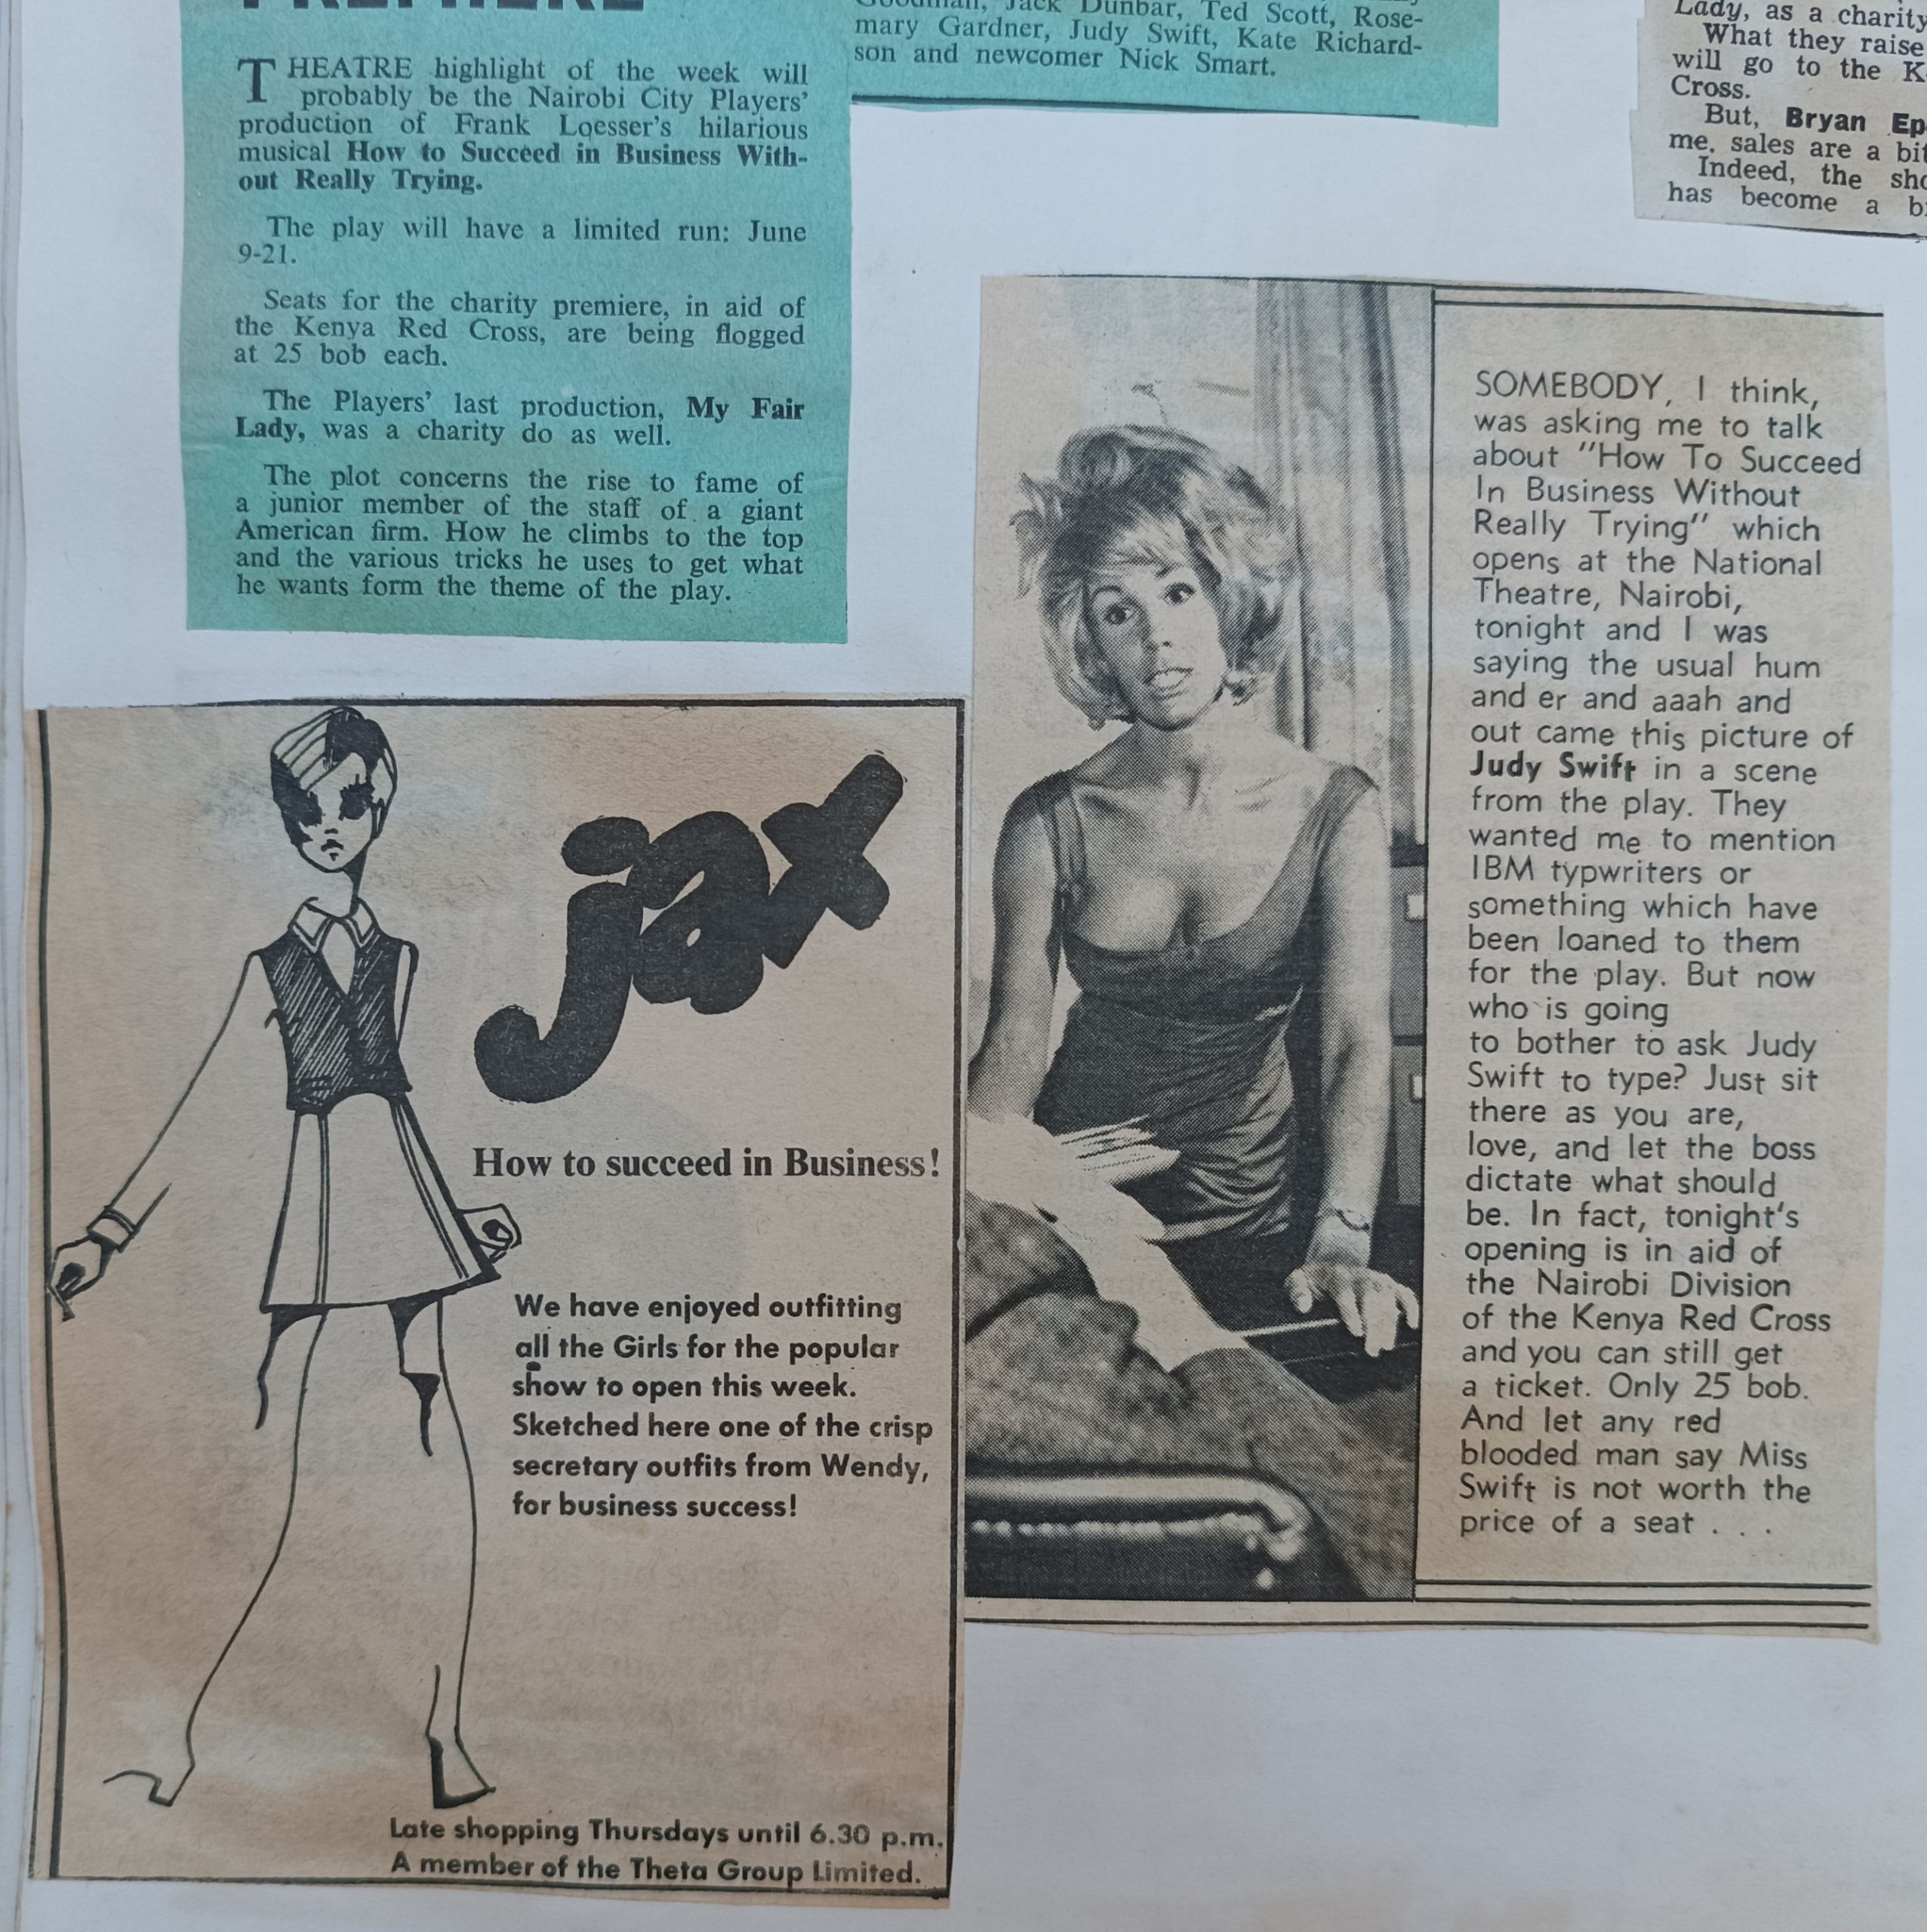 PREMIERE
THEATRE highlight of the week will
probably be the Nairobi City Players'
production of Frank Loesser's hilarious
musical How to Succeed in Business With-
out Really Trying.
The play will have a limited run: June
9-21.
Seats for the charity premiere, in aid of
the Kenya Red Cross, are being flogged
at 25 bob each.
The Players' last production, My Fair
Lady, was a charity do as well.
The plot concerns the rise to fame of
a junior member of the staff of a giant
American firm. How he climbs to the top
and the various tricks he uses to get what
he wants form the theme of the play.
Goodman, Jack Dunbar, Ted Scott, Rose-
mary Gardner, Judy Swift, Kate Richard-
son and newcomer Nick Smart.
Lady, as a charity
What they raise
will go to the
Cross.
But, Bryan
me. sales are a bit
Indeed, the
has become a
jax
How to succeed in Business!
We have enjoyed outfitting
all the Girls for the popular
show to open this week.
Sketched here one of the crisp
secretary outfits from Wendy,
for business success!
Late shopping Thursdays until 6.30 p.m.
A member of the Theta Group Limited.
SOMEBODY, I think,
was asking me to talk
about "How To Succeed
In Business Without
Really Trying" which
opens at the National
Theatre, Nairobi,
tonight and I was
saying the usual hum
and er and aaah and
out came this picture of
Judy Swift in a scene
from the play. They
wanted me to mention
IBM typwriters or
something which have
been loaned to them
for the play. But now
who is going
to bother to ask Judy
Swift to type? Just sit
there as you are,
love, and let the boss
dictate what should
be. In fact, tonight's
opening is in aid of
the Nairobi Division
of the Kenya Red Cross
and you can still get
a ticket. Only 25 bob.
And let any red
blooded man say Miss
Swift is not worth the
price of a seat . . .